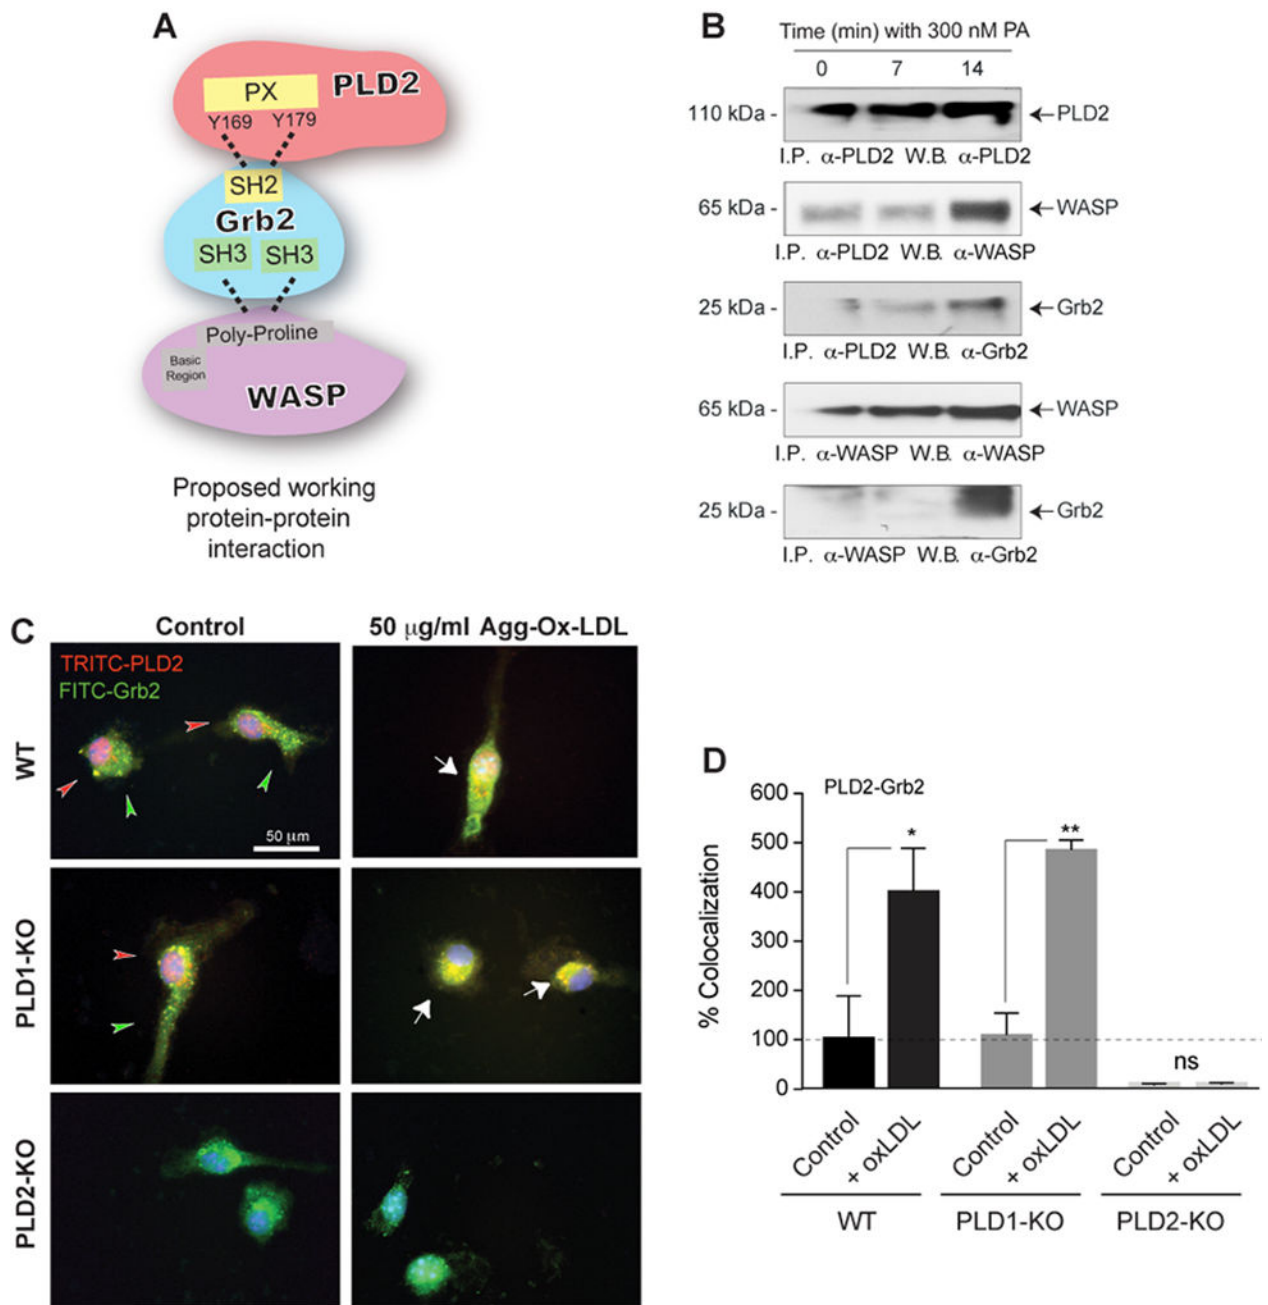 A
PX
PLD2
Y169 Y179
SH2
Grb2
SH3 SH3
Poly-Proline
Basic
Region
WASP
Proposed working
protein-protein
interaction
B
Time (min) with 300 nM PA
0 7 14
110 kDa - PLD2
I.P. α-PLD2 W.B. α-PLD2
65 kDa - WASP
I.P. α-PLD2 W.B. α-WASP
25 kDa - Grb2
I.P. α-PLD2 W.B. α-Grb2
65 kDa - WASP
I.P. α-WASP W.B. α-WASP
25 kDa - Grb2
I.P. α-WASP W.B. α-Grb2
C
Control 50 μg/ml Agg-Ox-LDL
TRITC-PLD2
FITC-Grb2
WT
50 μm
PLD1-KO
PLD2-KO
D
PLD2-Grb2
% Colocalization
600
500
400
300
200
100
0
* **
ns
Control + oxLDL Control + oxLDL Control + oxLDL
WT PLD1-KO PLD2-KO